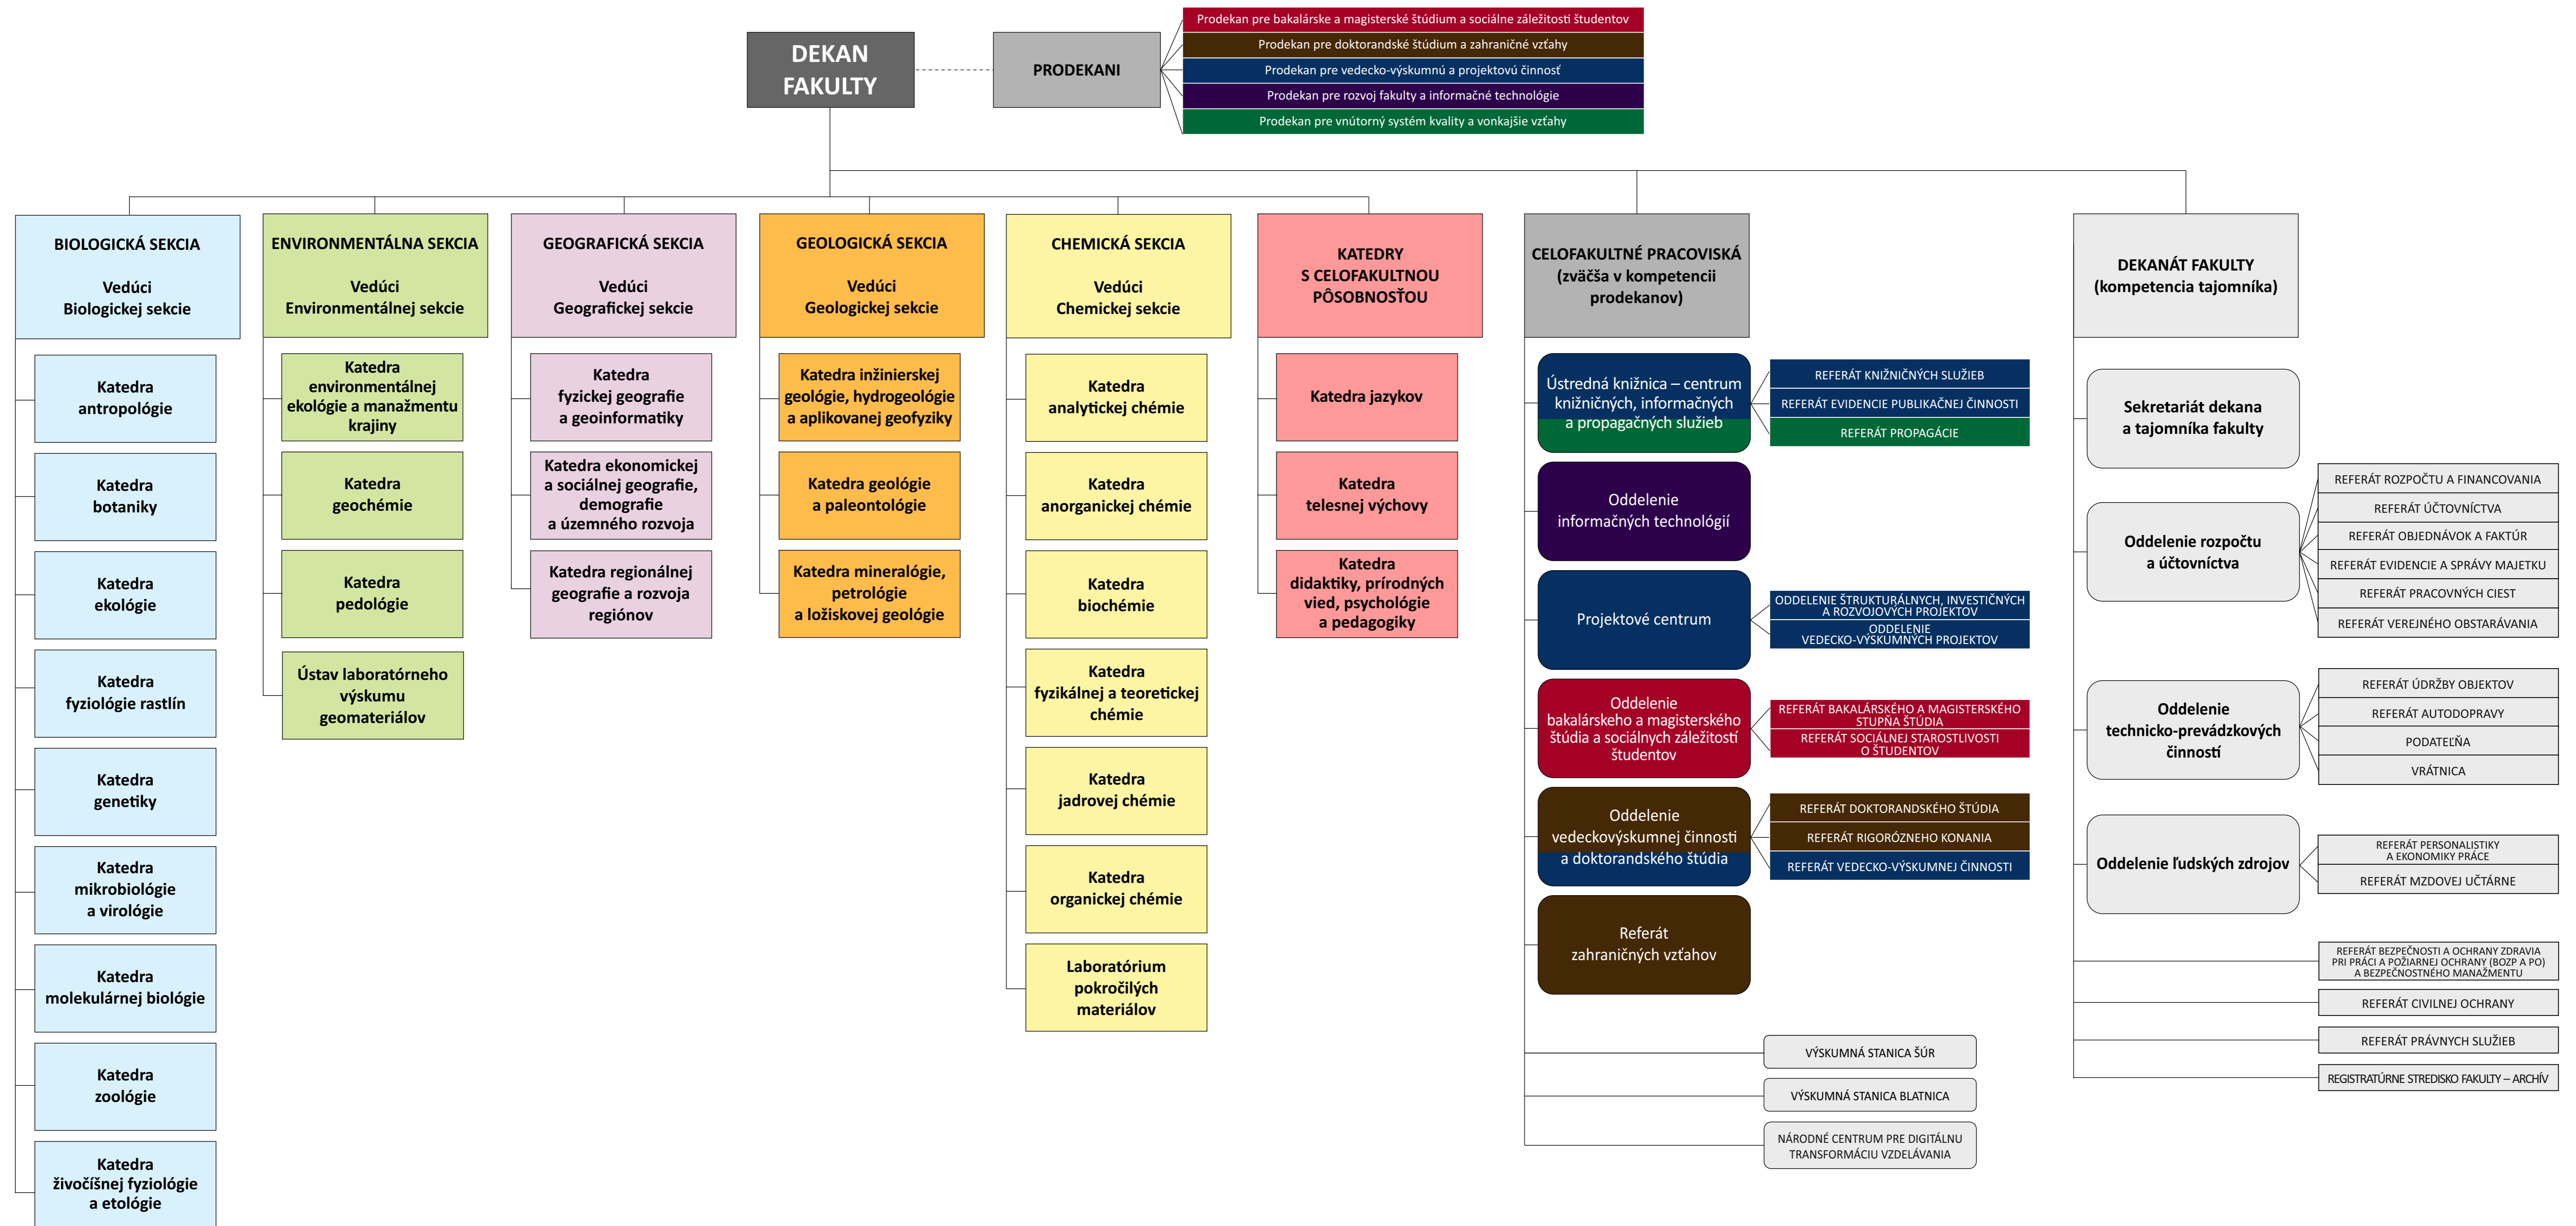 DEKAN
FAKULTY
PRODEKANI
Prodekan pre bakalárske a magisterské štúdium a sociálne záležitosti študentov
Prodekan pre doktorandské štúdium a zahraničné vzťahy
Prodekan pre vedecko-výskumnú a projektovú činnosť
Prodekan pre rozvoj fakulty a informačné technológie
Prodekan pre vnútorný systém kvality a vonkajšie vzťahy
BIOLOGICKÁ SEKCIA
Vedúci
Biologickej sekcie
Katedra
antropológie
Katedra
botaniky
Katedra
ekológie
Katedra
fyziológie rastlín
Katedra
genetiky
Katedra
mikrobiológie
a virológie
Katedra
molekulárnej biológie
Katedra
zoológie
Katedra
živočíšnej fyziológie
a etológie
ENVIRONMENTÁLNA SEKCIA
Vedúci
Environmentálnej sekcie
Katedra
environmentálnej
ekológie a manažmentu
krajiny
Katedra
geochémie
Katedra
pedológie
Ústav laboratórneho
výskumu
geomateriálov
GEOGRAFICKÁ SEKCIA
Vedúci
Geografickej sekcie
Katedra
fyzickej geografie
a geoinformatiky
Katedra ekonomickej
a sociálnej geografie,
demografie
a územného rozvoja
Katedra regionálnej
geografie a rozvoja
regiónov
GEOLOGICKÁ SEKCIA
Vedúci
Geologickej sekcie
Katedra inžinierskej
geológie, hydrogeológie
a aplikovanej geofyziky
Katedra geológie
a paleontológie
Katedra mineralógie,
petrológie
a ložiskovej geológie
CHEMICKÁ SEKCIA
Vedúci
Chemickej sekcie
Katedra
analytickej chémie
Katedra
anorganickej chémie
Katedra
biochémie
Katedra
fyzikálnej a teoretickej
chémie
Katedra
jadrovej chémie
Katedra
organickej chémie
Laboratórium
pokročilých
materiálov
KATEDRY
S CELOFAKULTNOU
PÔSOBNOSŤOU
Katedra jazykov
Katedra
telesnej výchovy
Katedra
didaktiky, prírodných
vied, psychológie
a pedagogiky
CELOFAKULTNÉ PRACOVISKÁ
(zväčša v kompetencii
prodekanov)
Ústredná knižnica – centrum
knižničných, informačných
a propagačných služieb
REFERÁT KNIŽNIČNÝCH SLUŽIEB
REFERÁT EVIDENCIE PUBLIKAČNEJ ČINNOSTI
REFERÁT PROPAGÁCIE
Oddelenie
informačných technológií
Projektové centrum
ODDELENIE ŠTRUKTURÁLNYCH, INVESTIČNÝCH
A ROZVOJOVÝCH PROJEKTOV
ODDELENIE
VEDECKO-VÝSKUMNÝCH PROJEKTOV
Oddelenie
bakalárskeho a magisterského
štúdia a sociálnych záležitostí
študentov
REFERÁT BAKALÁRSKÉHO A MAGISTERSKÉHO
STUPŇA ŠTÚDIA
REFERÁT SOCIÁLNEJ STAROSTLIVOSTI
O ŠTUDENTOV
Oddelenie
vedeckovýskumnej činnosti
a doktorandského štúdia
REFERÁT DOKTORANDSKÉHO ŠTÚDIA
REFERÁT RIGORÓZNEHO KONANIA
REFERÁT VEDECKO-VÝSKUMNEJ ČINNOSTI
Referát
zahraničných vzťahov
VÝSKUMNÁ STANICA ŠÚR
VÝSKUMNÁ STANICA BLATNICA
NÁRODNÉ CENTRUM PRE DIGITÁLNU
TRANSFORMÁCIU VZDELÁVANIA
DEKANÁT FAKULTY
(kompetencia tajomníka)
Sekretariát dekana
a tajomníka fakulty
Oddelenie rozpočtu
a účtovníctva
REFERÁT ROZPOČTU A FINANCOVANIA
REFERÁT ÚČTOVNÍCTVA
REFERÁT OBJEDNÁVOK A FAKTÚR
REFERÁT EVIDENCIE A SPRÁVY MAJETKU
REFERÁT PRACOVNÝCH CIEST
REFERÁT VEREJNÉHO OBSTARÁVANIA
Oddelenie
technicko-prevádzkových
činností
REFERÁT ÚDRŽBY OBJEKTOV
REFERÁT AUTODOPRAVY
PODATEĽŇA
VRÁTNICA
Oddelenie ľudských zdrojov
REFERÁT PERSONALISTIKY
A EKONOMIKY PRÁCE
REFERÁT MZDOVEJ UČTÁRNE
REFERÁT BEZPEČNOSTI A OCHRANY ZDRAVIA
PRI PRÁCI A POŽIARNEJ OCHRANY (BOZP A PO)
A BEZPEČNOSTNÉHO MANAŽMENTU
REFERÁT CIVILNEJ OCHRANY
REFERÁT PRÁVNYCH SLUŽIEB
REGISTRATÚRNE STREDISKO FAKULTY – ARCHÍV